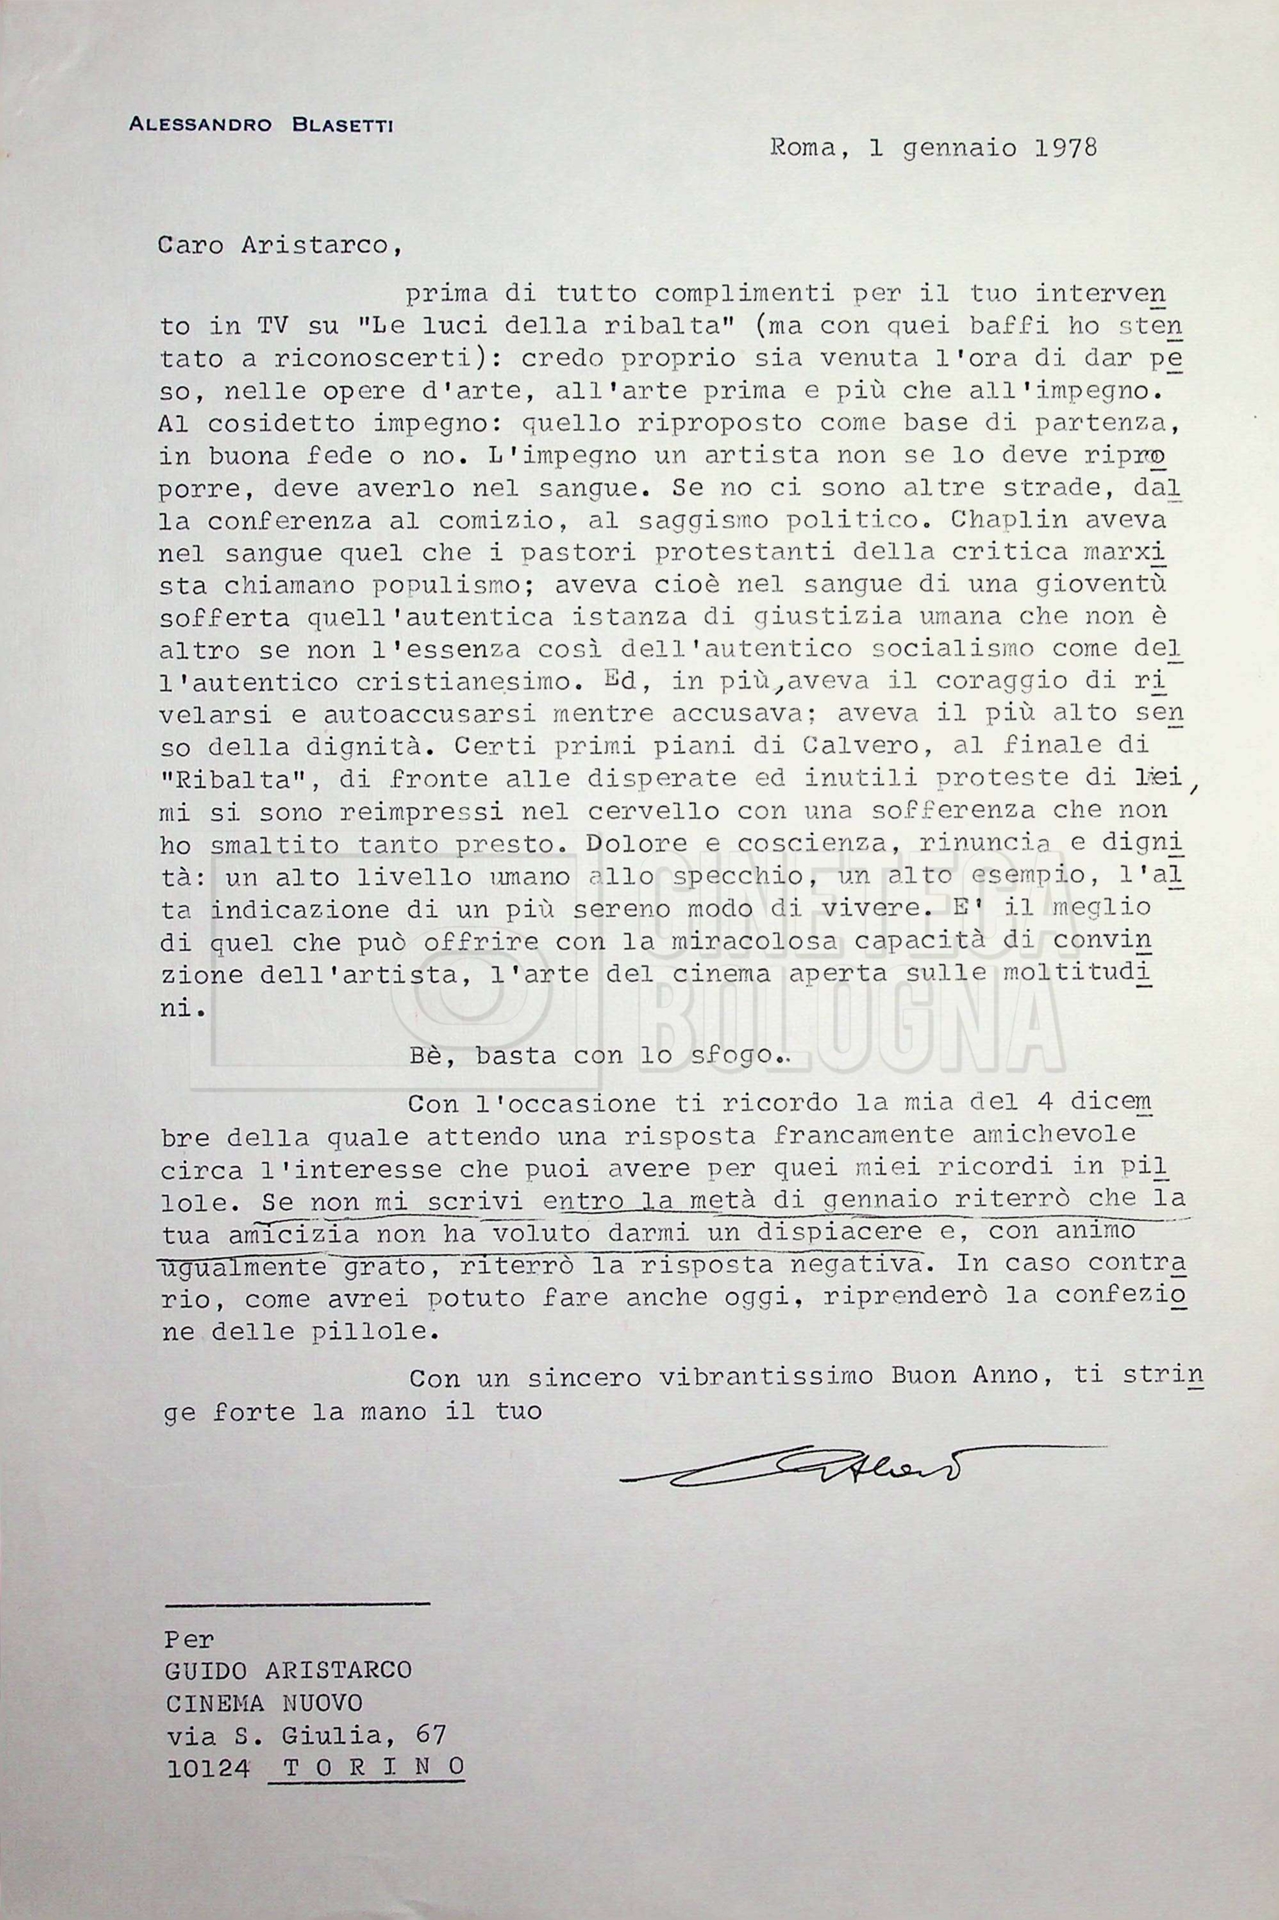 ALESSANDRO BLASETTI
Roma, 1 gennaio 1978
Caro Aristarco,
prima di tutto complimenti per il tuo interven
to in TV su "Le luci della ribalta" (ma con quei baffi ho sten
tato a riconoscerti): credo proprio sia venuta l'ora di dar pe
so, nelle opere d'arte, all'arte prima e più che all'impegno.
Al cosidetto impegno: quello riproposto come base di partenza,
in buona fede o no. L'impegno un artista non se lo deve ripro
porre, deve averlo nel sangue. Se no ci sono altre strade, dal
la conferenza al comizio, al saggismo politico. Chaplin aveva
nel sangue quel che i pastori protestanti della critica marxi
sta chiamano populismo; aveva cioè nel sangue di una gioventù
sofferta quell'autentica istanza di giustizia umana che non è
altro se non l'essenza così dell'autentico socialismo come del
l'autentico cristianesimo. Ed, in più, aveva il coraggio di ri
velarsi e autoaccusarsi mentre accusava; aveva il più alto sen
so della dignità. Certi primi piani di Calvero, al finale di
"Ribalta", di fronte alle disperate ed inutili proteste di lei,
mi si sono reimpressi nel cervello con una sofferenza che non
ho smaltito tanto presto. Dolore e coscienza, rinuncia e digni
tà: un alto livello umano allo specchio, un alto esempio, l'al
ta indicazione di un più sereno modo di vivere. E' il meglio
di quel che può offrire con la miracolosa capacità di convin
zione dell'artista, l'arte del cinema aperta sulle moltitudi
ni.
Bè, basta con lo sfogo..
Con l'occasione ti ricordo la mia del 4 dicem
bre della quale attendo una risposta francamente amichevole
circa l'interesse che puoi avere per quei miei ricordi in pil
lole. Se non mi scrivi entro la metà di gennaio riterrò che la
tua amicizia non ha voluto darmi un dispiacere e, con animo
ugualmente grato, riterrò la risposta negativa. In caso contra
rio, come avrei potuto fare anche oggi, riprenderò la confezio
ne delle pillole.
Con un sincero vibrantissimo Buon Anno, ti strin
ge forte la mano il tuo
Per
GUIDO ARISTARCO
CINEMA NUOVO
via S. Giulia, 67
10124 T O R I N O
CINETECA
BOLOGNA